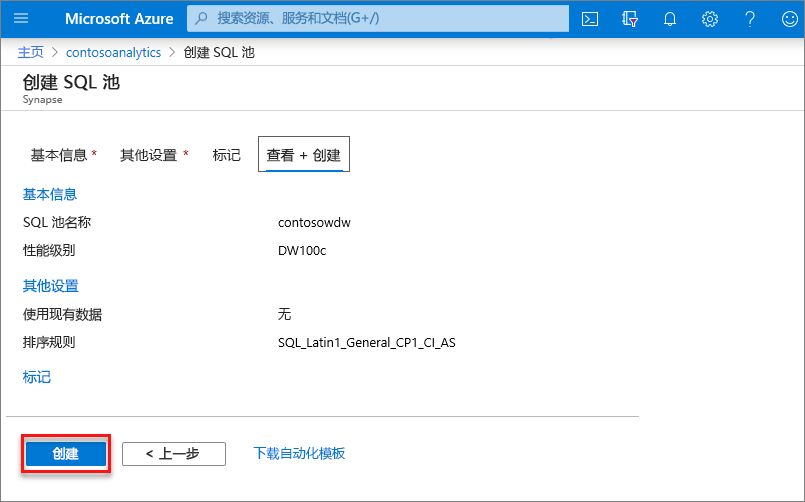 Microsoft Azure 搜索资源、服务和文档(G+/)
主页 > contosoanalytics > 创建 SQL 池
创建 SQL 池
Synapse
基本信息 * 其他设置 * 标记 查看 + 创建
基本信息
SQL 池名称 contosowdw
性能级别 DW100c
其他设置
使用现有数据 无
排序规则 SQL_Latin1_General_CP1_CI_AS
标记
创建 < 上一步 下载自动化模板